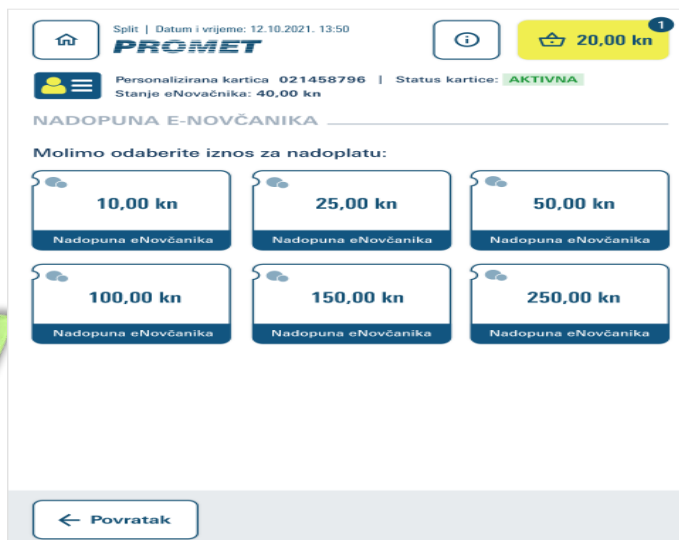 Split | Datum i vrijeme: 12.10.2021. 13:50
PROMET
1
20,00 kn
Personalizirana kartica 021458796 | Status kartice: AKTIVNA
Stanje eNovačnika: 40,00 kn
NADOPUNA E-NOVČANIKA
Molimo odaberite iznos za nadoplatu:
10,00 kn
Nadopuna eNovčanika
25,00 kn
Nadopuna eNovčanika
50,00 kn
Nadopuna eNovčanika
100,00 kn
Nadopuna eNovčanika
150,00 kn
Nadopuna eNovčanika
250,00 kn
Nadopuna eNovčanika
Povratak